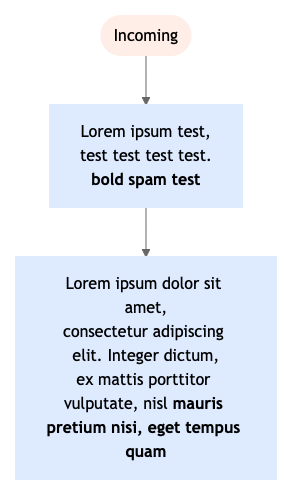 Incoming
Lorem ipsum test,
test test test test.
bold spam test
Lorem ipsum dolor sit
amet,
consectetur adipiscing
elit. Integer dictum,
ex mattis porttitor
vulputate, nisl mauris
pretium nisi, eget tempus
quam